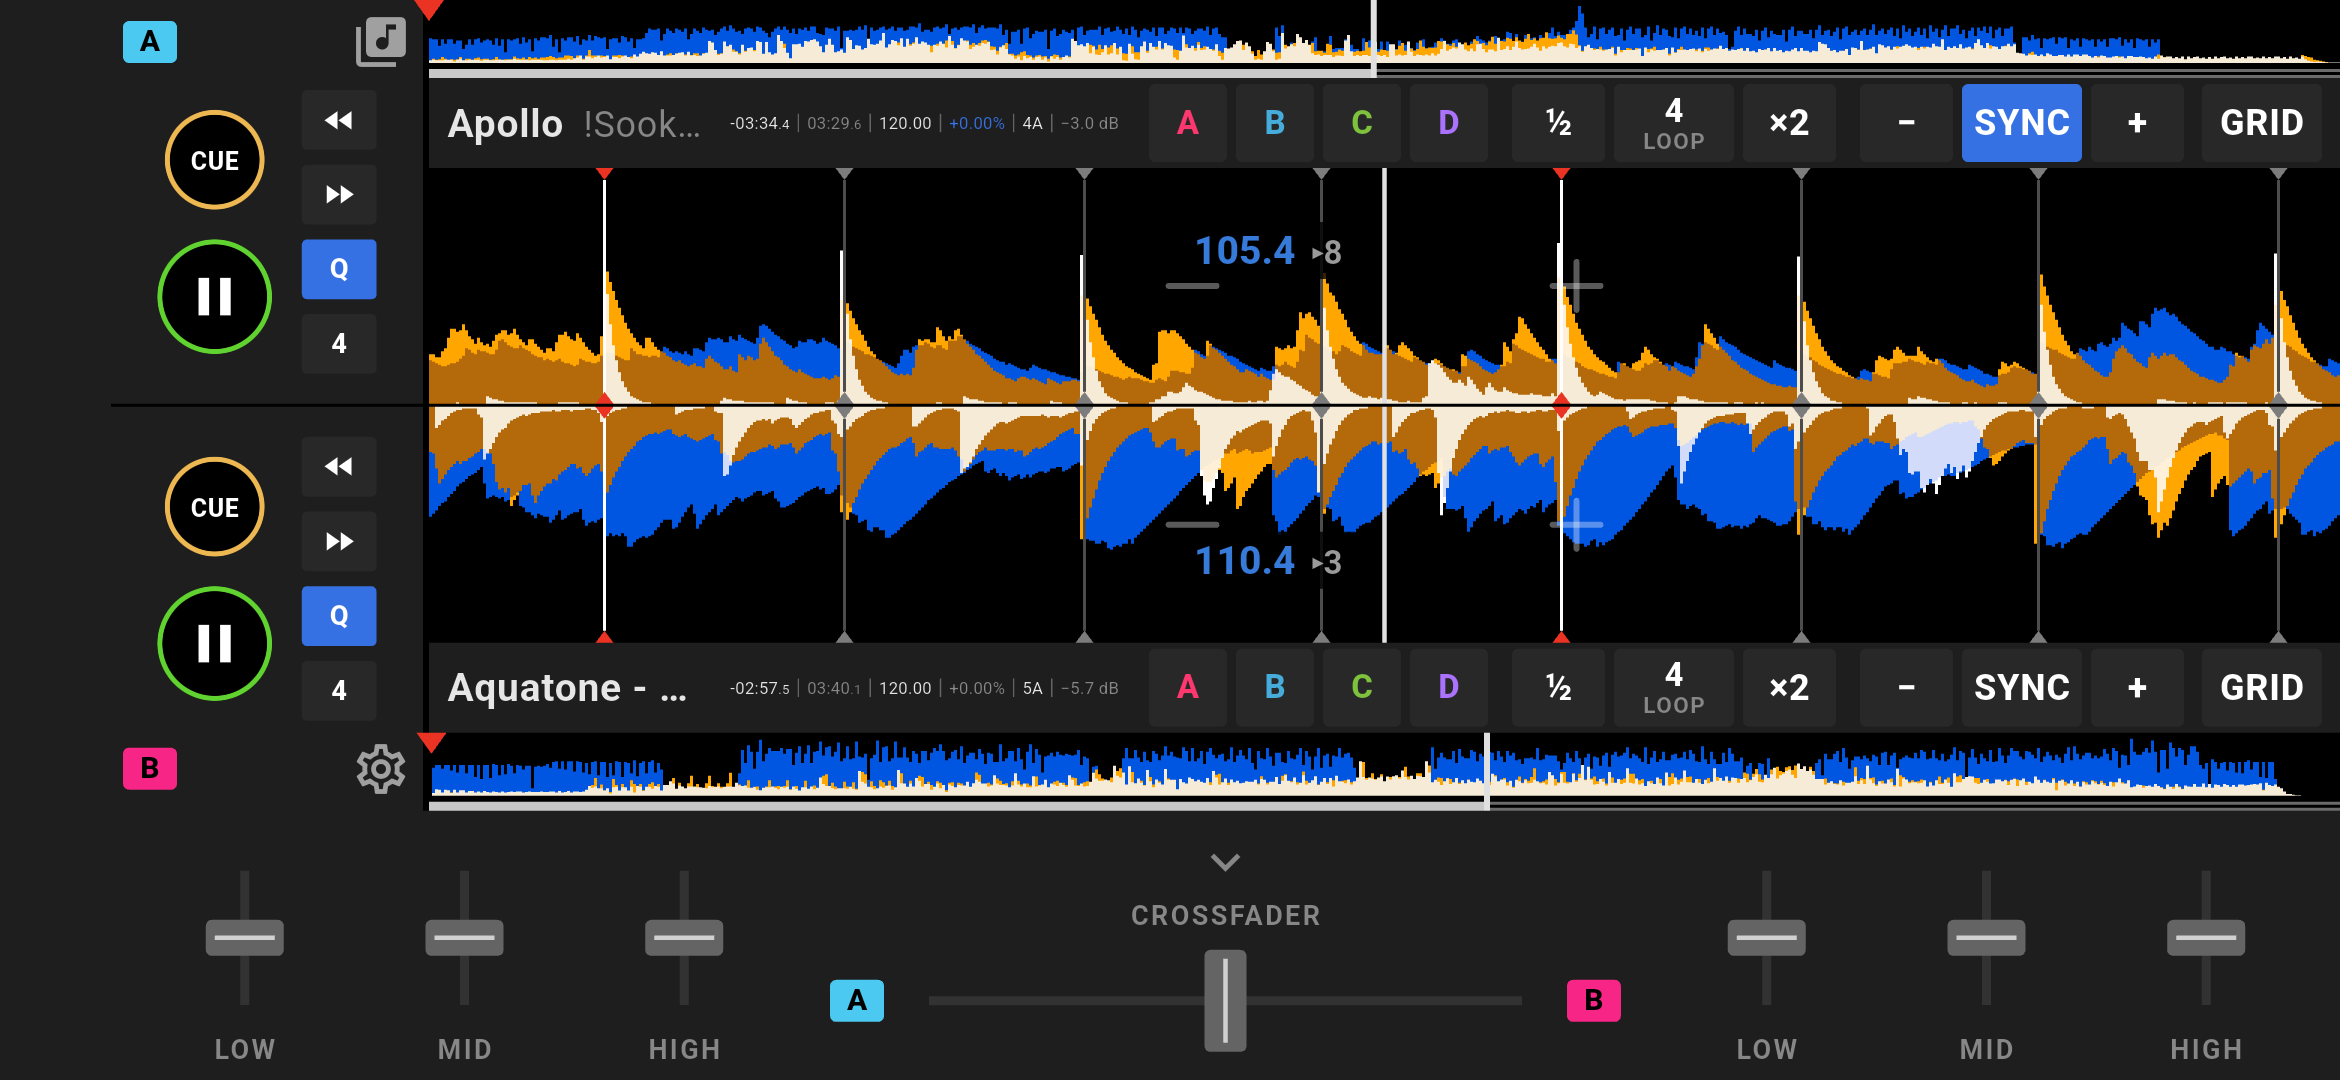 A
Apollo !Sook... -03:34.4 | 03:29.6 | 120.00 | +0.00% | 4A | −3.0 dB A B C D ½ 4 LOOP ×2 − SYNC + GRID
CUE
Q
4
105.4 ▸8
CUE
Q
4
110.4 ▸3
Aquatone - ... -02:57.5 | 03:40.1 | 120.00 | +0.00% | 5A | −5.7 dB A B C D ½ 4 LOOP ×2 − SYNC + GRID
B
CROSSFADER
A B
LOW MID HIGH LOW MID HIGH